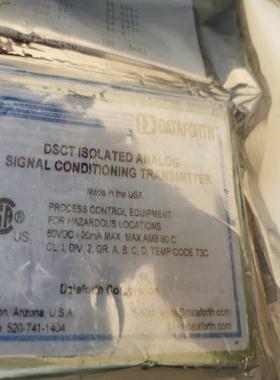 DATAFORTH
DSCT ISOLATED ANALOG
SIGNAL CONDITIONING TRANSMITTER
Made in the USA
PROCESS CONTROL EQUIPMENT
FOR HAZARDOUS LOCATIONS
US
60VDC - 20mA MAX, MAX AMB 80 C
CL. I, DIV. 2, GR. A, B, C, D, TEMP CODE T3C
Dataforth Corporation
on, Arizona, U.S.A.
E-Mail:
dataforth.com
520-741-1404